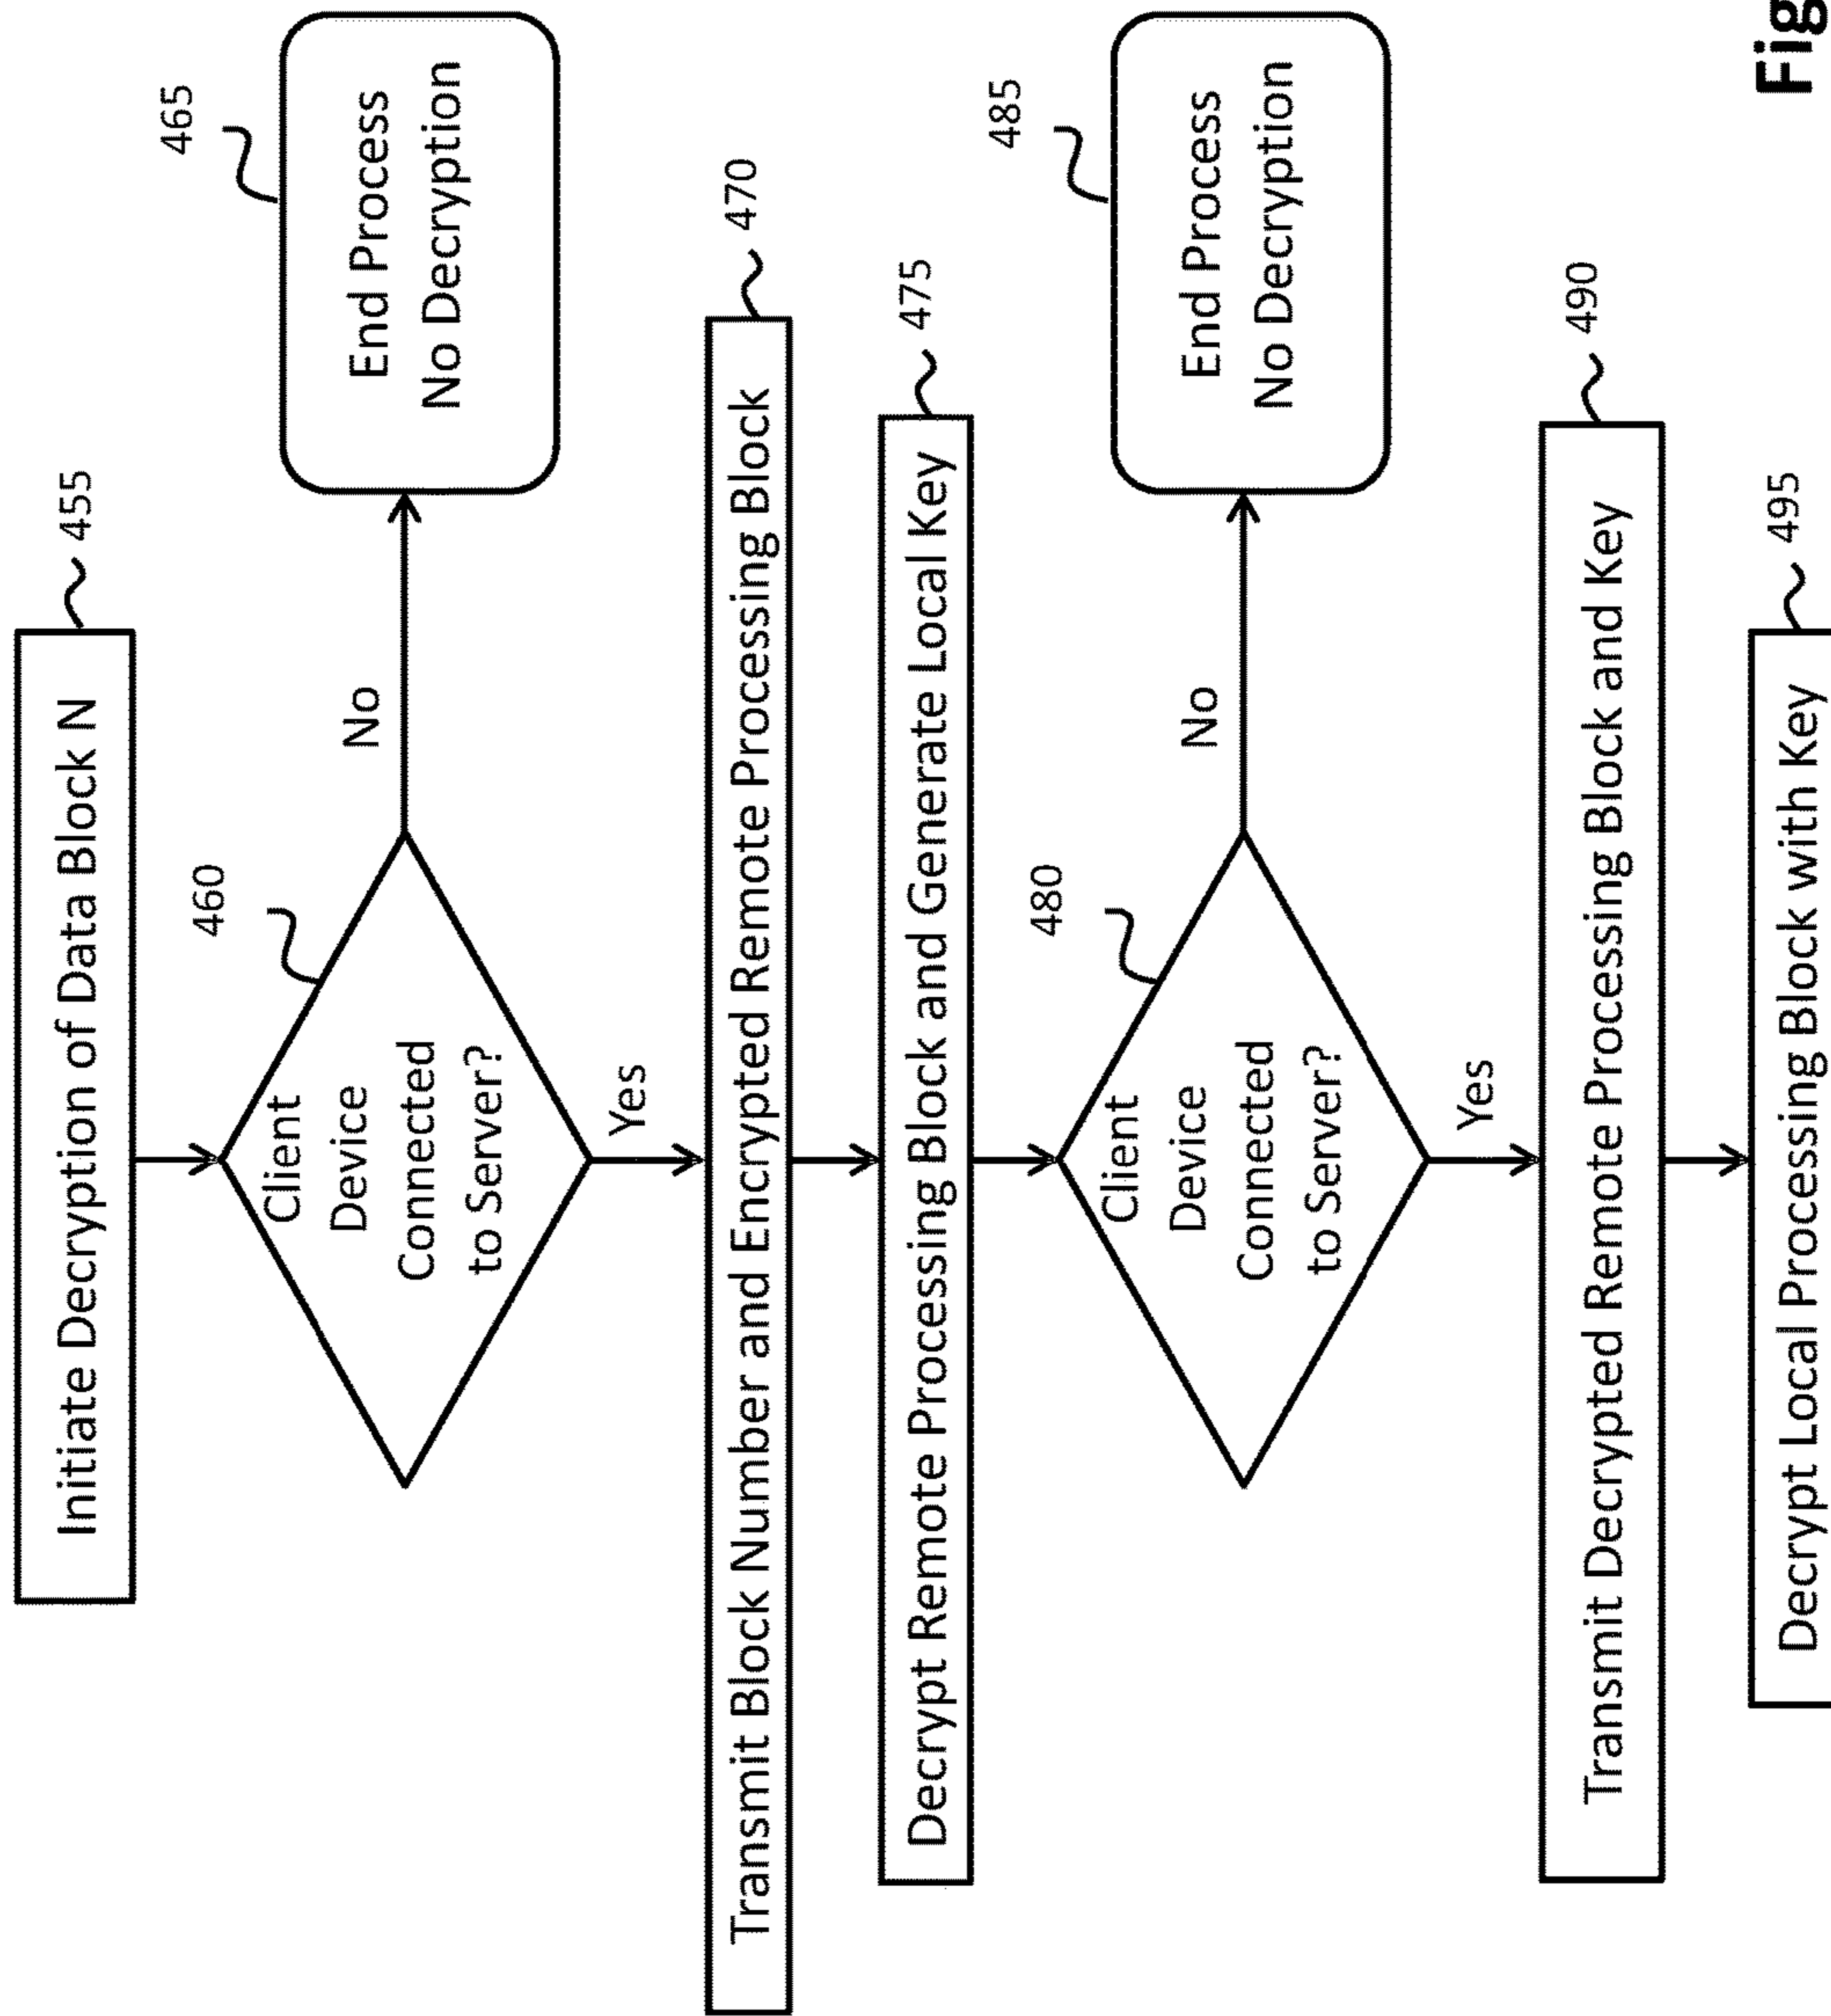 Initiate Decryption of Data Block N
455
460
Client
Device
Connected
to Server?
No
465
End Process
No Decryption
Yes
Transmit Block Number and Encrypted Remote Processing Block
470
Decrypt Remote Processing Block and Generate Local Key
475
480
Client
Device
Connected
to Server?
No
485
End Process
No Decryption
Yes
Transmit Decrypted Remote Processing Block and Key
490
Decrypt Local Processing Block with Key
495
Fig